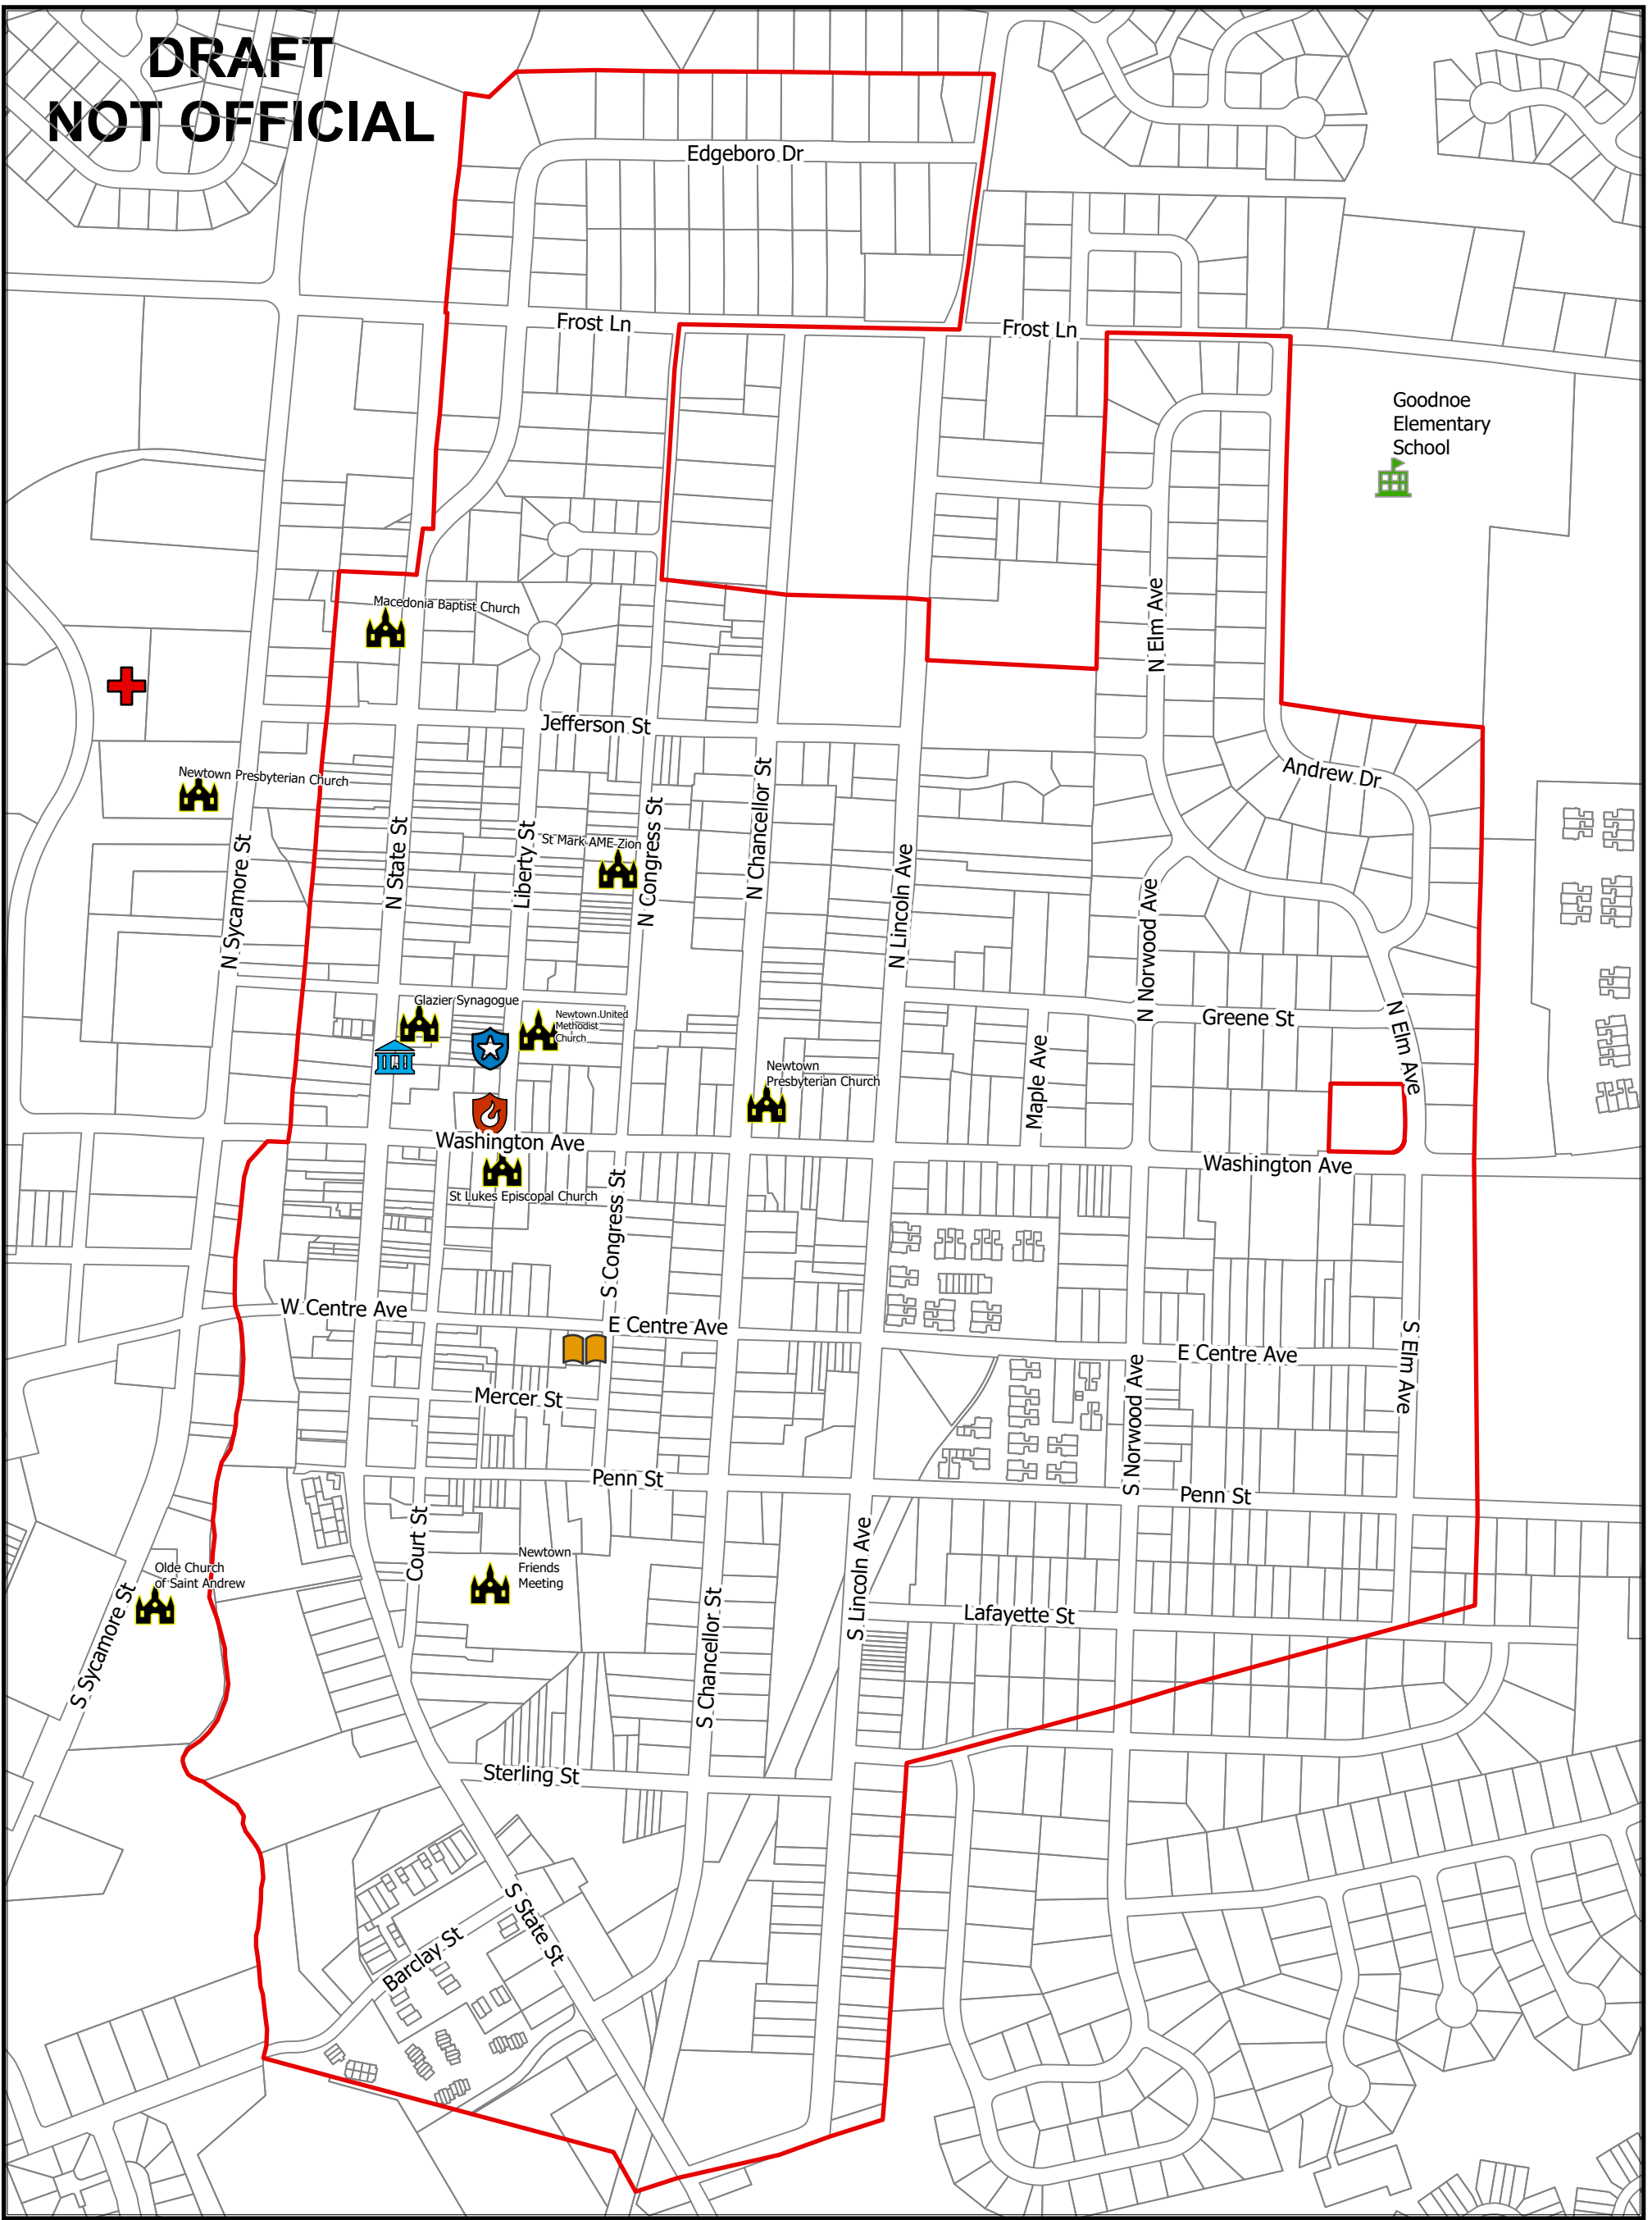 DRAFT
NOT OFFICIAL
Edgeboro Dr
Frost Ln
Frost Ln
Goodnoe
Elementary
School
N Elm Ave
Macedonia Baptist Church
Jefferson St
Newtown Presbyterian Church
Andrew Dr
N State St
Liberty St
St Mark AME Zion
N Congress St
N Chancellor St
N Lincoln Ave
N Sycamore St
N Norwood Ave
Glazier Synagogue
Newtown United
Methodist
Church
Greene St
N Elm Ave
Maple Ave
Newtown
Presbyterian Church
Washington Ave
Washington Ave
St Lukes Episcopal Church
S Congress St
W Centre Ave
E Centre Ave
E Centre Ave
S Elm Ave
Mercer St
S Norwood Ave
Penn St
Penn St
Court St
Newtown
Friends
Meeting
Olde Church
of Saint Andrew
S Sycamore St
S Lincoln Ave
Lafayette St
S Chancellor St
Sterling St
S State St
Barclay St